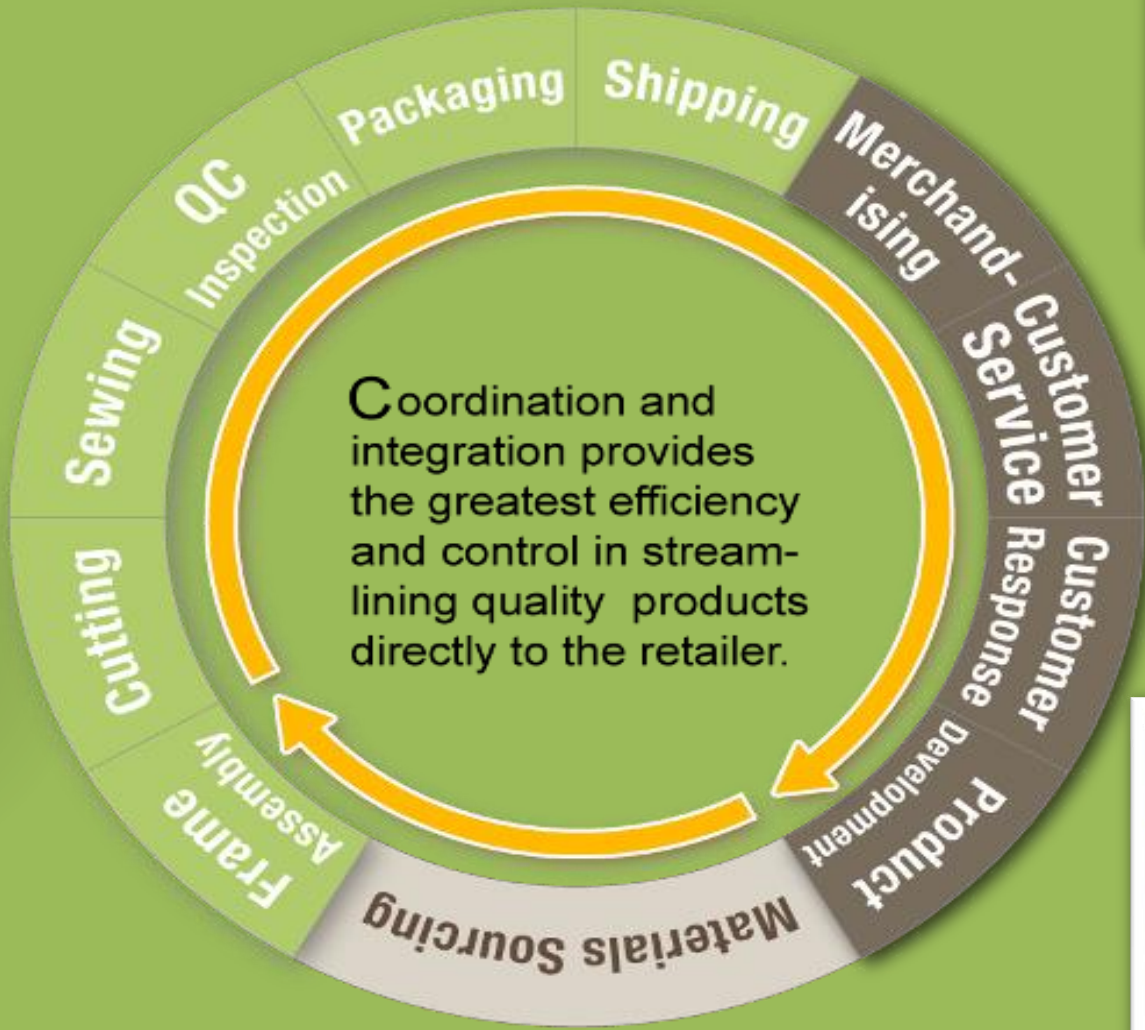 Packaging
Shipping
Merchand-
ising
Customer
Service
Customer
Response
Product
Development
Materials Sourcing
Frame
Assembly
Cutting
Sewing
QC
Inspection
Coordination and
integration provides
the greatest efficiency
and control in stream-
lining quality products
directly to the retailer.